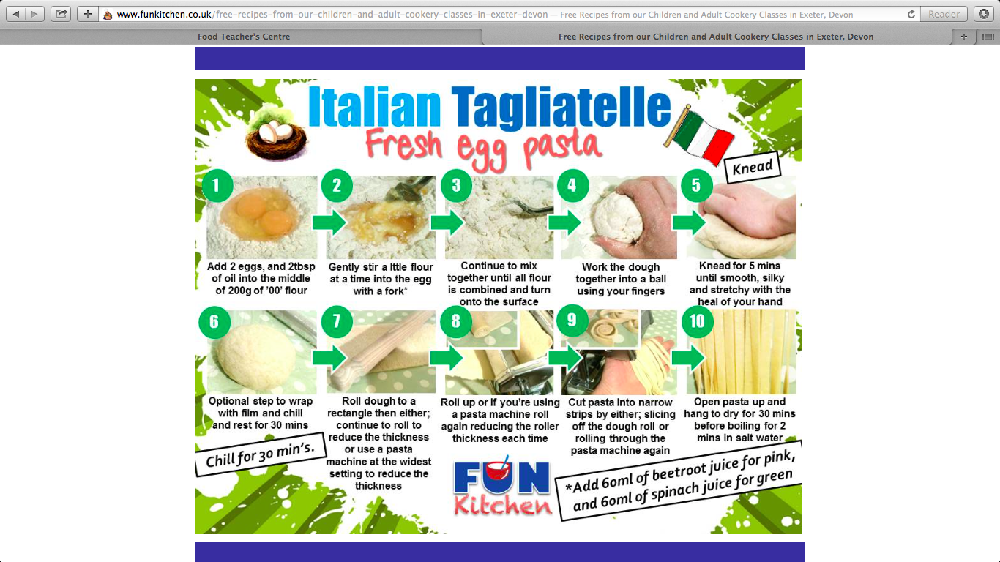 www.funkitchen.co.uk/free-recipes-from-our-children-and-adult-cookery-classes-in-exeter-devon — Free Recipes from our Children and Adult Cookery Classes in Exeter, Devon
Reader
Food Teacher's Centre
Free Recipes from our Children and Adult Cookery Classes in Exeter, Devon
Italian Tagliatelle
Fresh egg pasta
Knead
1
Add 2 eggs, and 2tbsp
of oil into the middle
of 200g of '00' flour
2
Gently stir a lttle flour
at a time into the egg
with a fork*
3
Continue to mix
together until all flour
is combined and turn
onto the surface
4
Work the dough
together into a ball
using your fingers
5
Knead for 5 mins
until smooth, silky
and stretchy with the
heal of your hand
6
Optional step to wrap
with film and chill
and rest for 30 mins
Chill for 30 min's.
7
Roll dough to a
rectangle then either;
continue to roll to
reduce the thickness
or use a pasta
machine at the widest
setting to reduce the
thickness
8
Roll up or if you're using
a pasta machine roll
again reducing the roller
thickness each time
9
Cut pasta into narrow
strips by either; slicing
off the dough roll or
rolling through the
pasta machine again
10
Open pasta up and
hang to dry for 30 mins
before boiling for 2
mins in salt water
FUN
Kitchen
*Add 60ml of beetroot juice for pink,
and 60ml of spinach juice for green